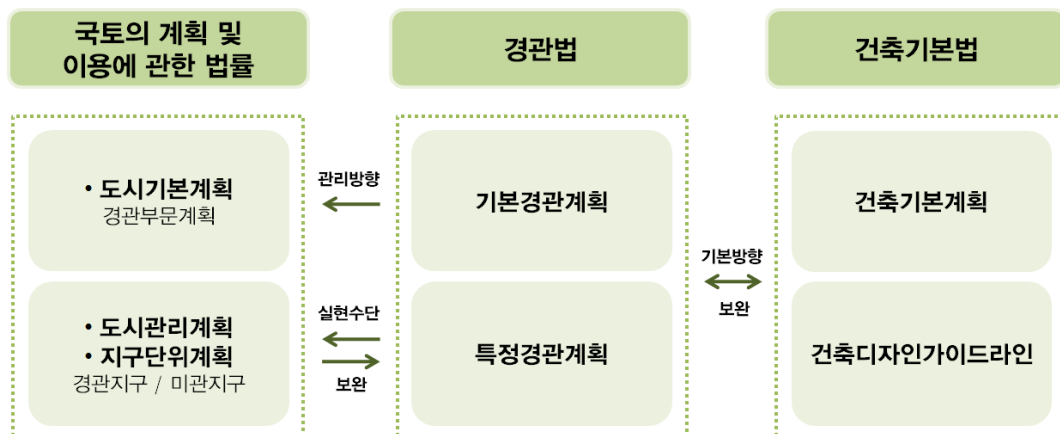 국토의 계획 및
이용에 관한 법률
경관법
건축기본법
• 도시기본계획
경관부문계획
관리방향
기본경관계획
건축기본계획
기본방향
보완
• 도시관리계획
• 지구단위계획
경관지구 / 미관지구
실현수단
보완
특정경관계획
건축디자인가이드라인